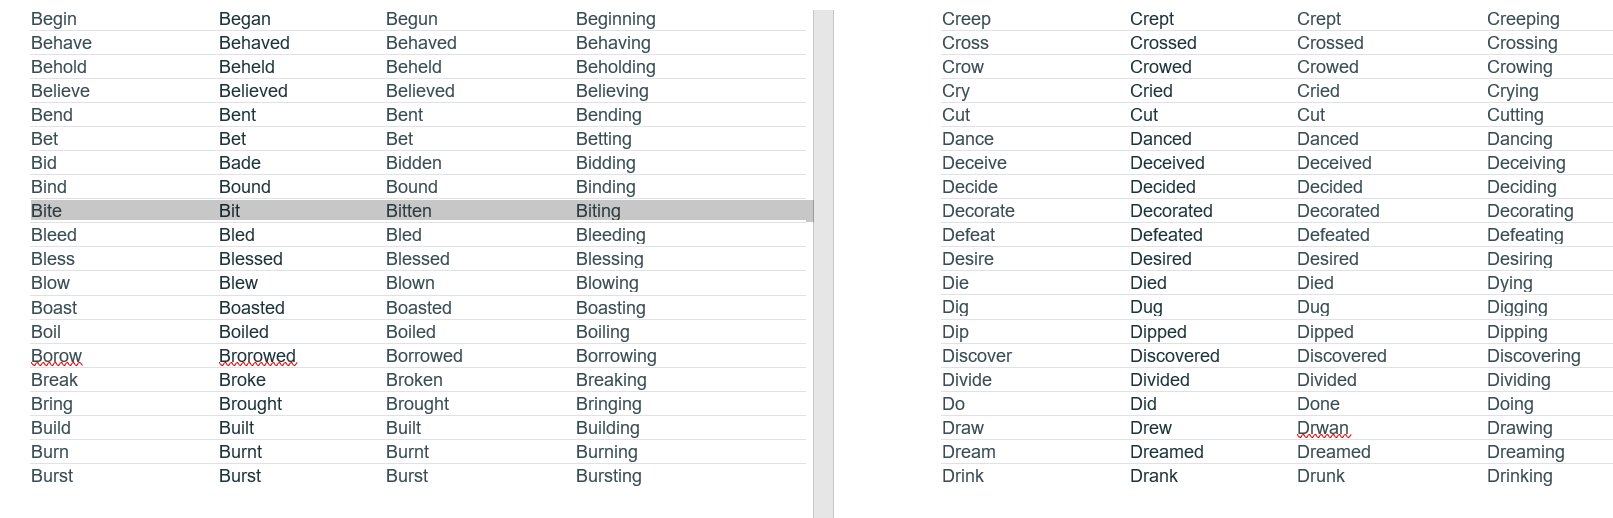 Begin Began Begun Beginning
Behave Behaved Behaved Behaving
Behold Beheld Beheld Beholding
Believe Believed Believed Believing
Bend Bent Bent Bending
Bet Bet Bet Betting
Bid Bade Bidden Bidding
Bind Bound Bound Binding
Bite Bit Bitten Biting
Bleed Bled Bled Bleeding
Bless Blessed Blessed Blessing
Blow Blew Blown Blowing
Boast Boasted Boasted Boasting
Boil Boiled Boiled Boiling
Borow Brorowed Borrowed Borrowing
Break Broke Broken Breaking
Bring Brought Brought Bringing
Build Built Built Building
Burn Burnt Burnt Burning
Burst Burst Burst Bursting
Creep Crept Crept Creeping
Cross Crossed Crossed Crossing
Crow Crowed Crowed Crowing
Cry Cried Cried Crying
Cut Cut Cut Cutting
Dance Danced Danced Dancing
Deceive Deceived Deceived Deceiving
Decide Decided Decided Deciding
Decorate Decorated Decorated Decorating
Defeat Defeated Defeated Defeating
Desire Desired Desired Desiring
Die Died Died Dying
Dig Dug Dug Digging
Dip Dipped Dipped Dipping
Discover Discovered Discovered Discovering
Divide Divided Divided Dividing
Do Did Done Doing
Draw Drew Drwan Drawing
Dream Dreamed Dreamed Dreaming
Drink Drank Drunk Drinking